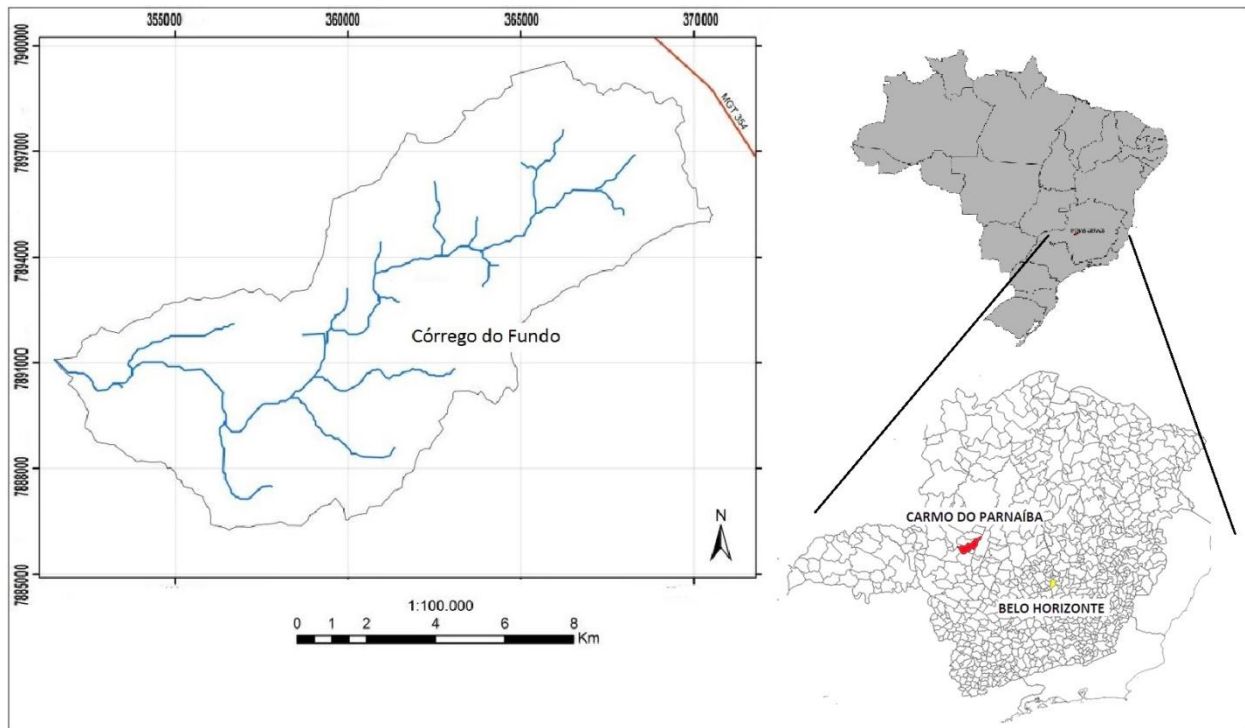 355000
360000
365000
370000
7900000
7897000
7894000
7891000
7888000
7885000
MGT 354
Córrego do Fundo
N
1:100.000
0 1 2 4 6 8
Km
CARMO DO PARNAÍBA
BELO HORIZONTE